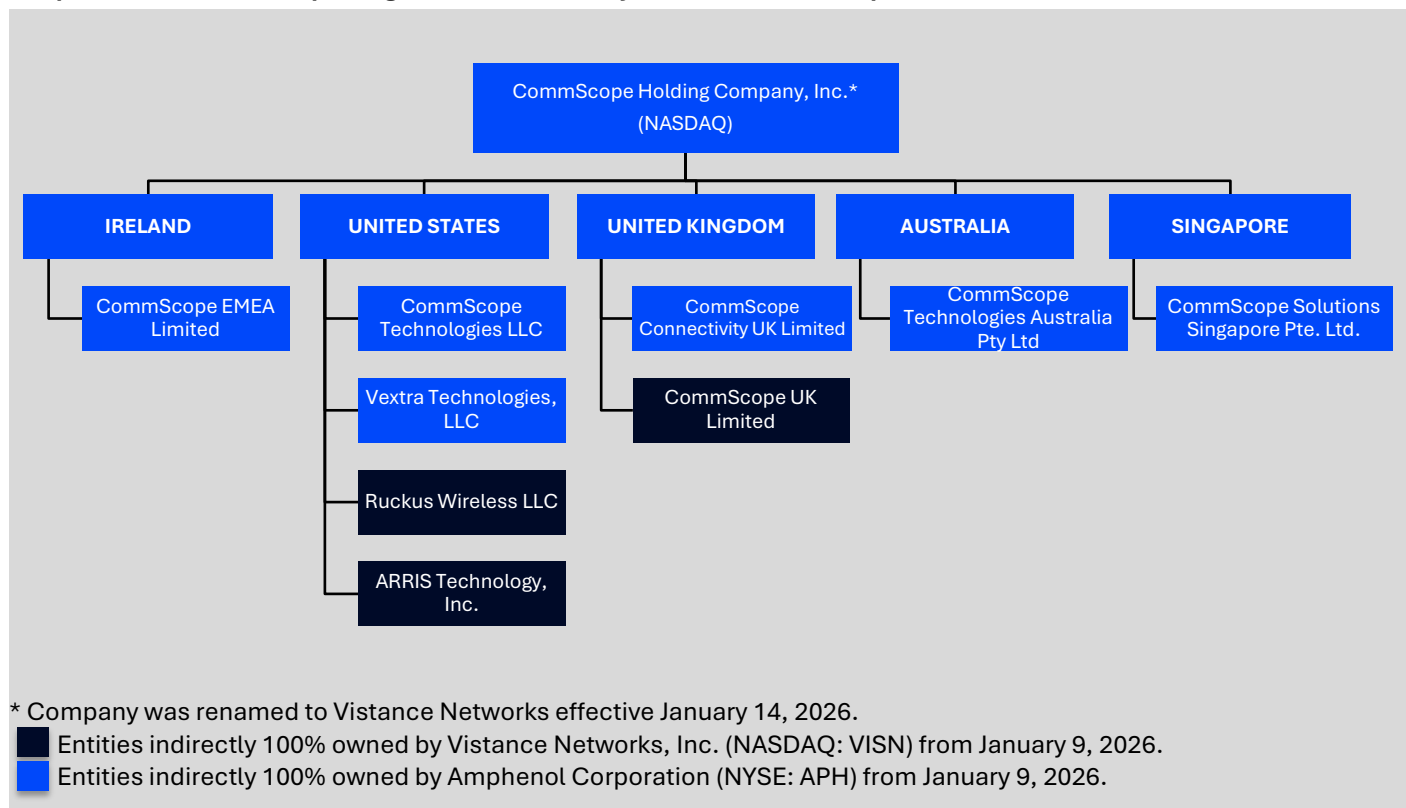 CommScope Holding Company, Inc.*
(NASDAQ)
IRELAND
UNITED STATES
UNITED KINGDOM
AUSTRALIA
SINGAPORE
CommScope EMEA
Limited
CommScope
Technologies LLC
CommScope
Connectivity UK Limited
CommScope
Technologies Australia
Pty Ltd
CommScope Solutions
Singapore Pte. Ltd.
Vextra Technologies,
LLC
CommScope UK
Limited
Ruckus Wireless LLC
ARRIS Technology,
Inc.
* Company was renamed to Vistance Networks effective January 14, 2026.
Entities indirectly 100% owned by Vistance Networks, Inc. (NASDAQ: VISN) from January 9, 2026.
Entities indirectly 100% owned by Amphenol Corporation (NYSE: APH) from January 9, 2026.